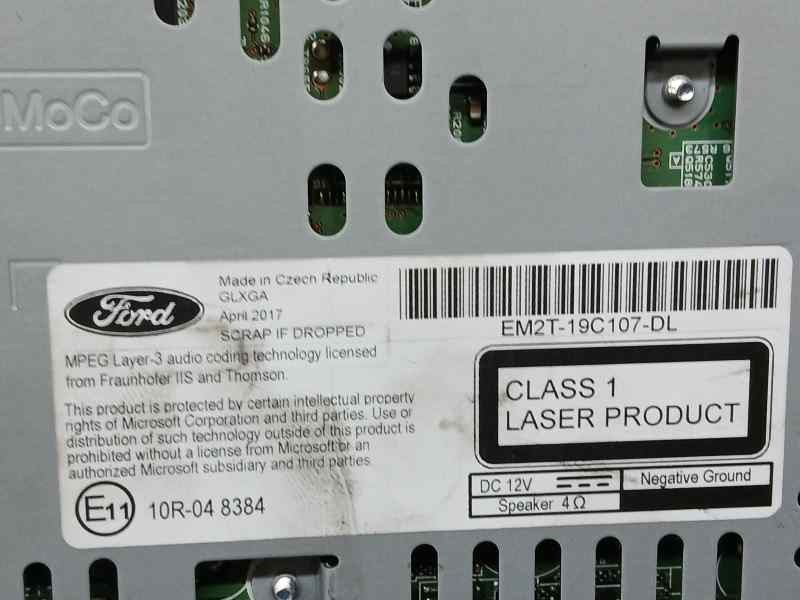 MoCo
Ford
Made in Czech Republic
GLXGA
April 2017
SCRAP IF DROPPED
EM2T-19C107-DL
MPEG Layer-3 audio coding technology licensed
from Fraunhofer IIS and Thomson.
This product is protected by certain intellectual property
rights of Microsoft Corporation and third parties. Use or
distribution of such technology outside of this product is
prohibited without a license from Microsoft or an
authorized Microsoft subsidiary and third parties.
CLASS 1
LASER PRODUCT
DC 12V
Negative Ground
Speaker 4 Ω
E11
10R-04 8384